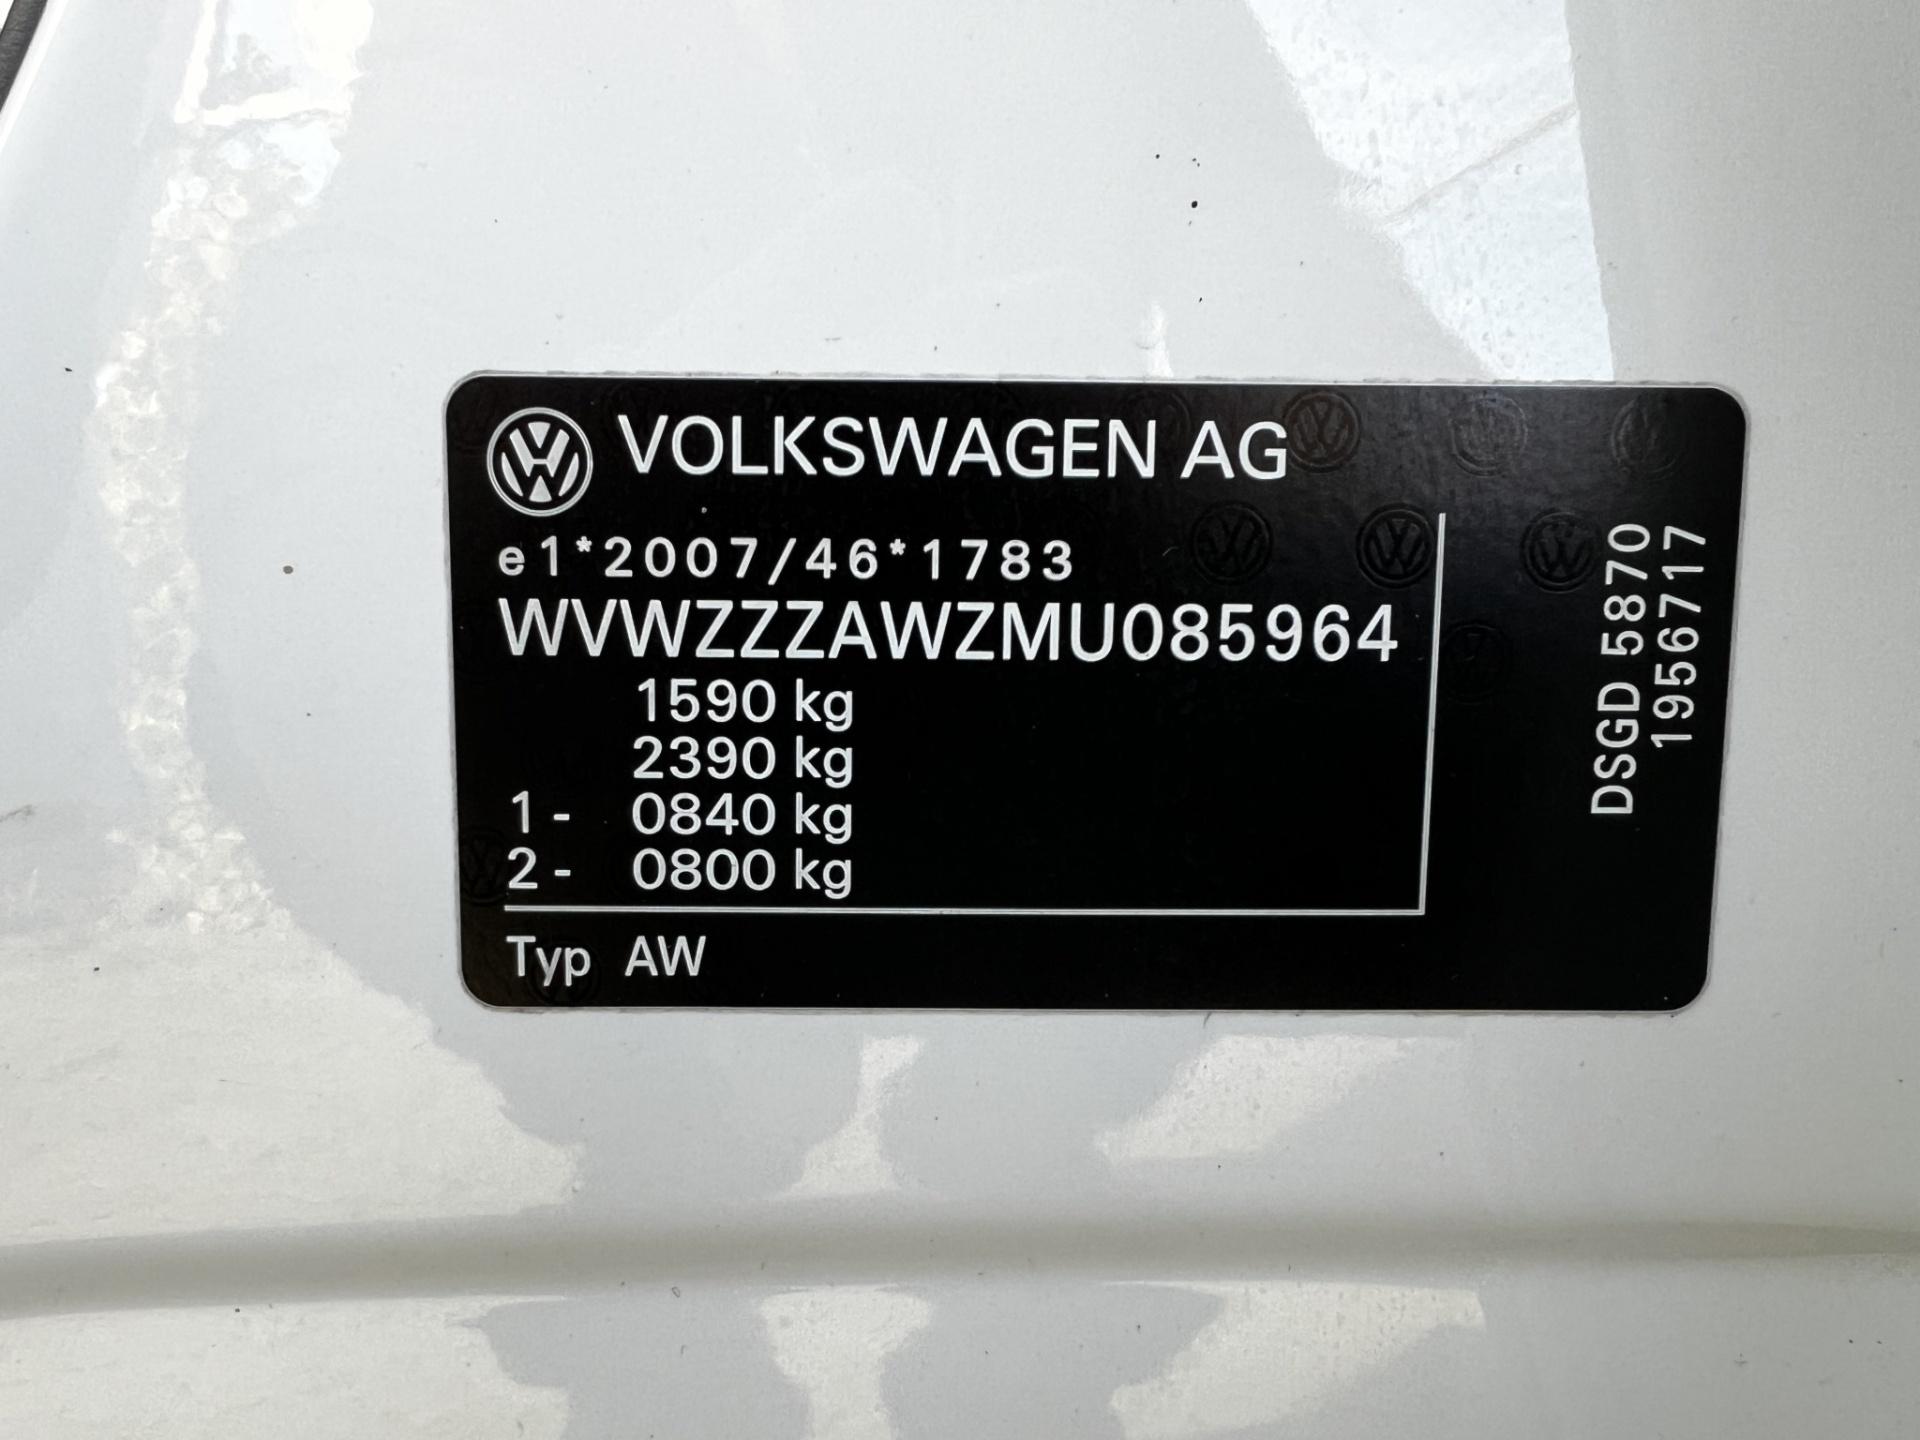 VOLKSWAGEN AG
e1*2007/46*1783
WVWZZZAWZMU085964
1590 kg
2390 kg
1- 0840 kg
2- 0800 kg
Typ AW
DSGD 5870
1956717